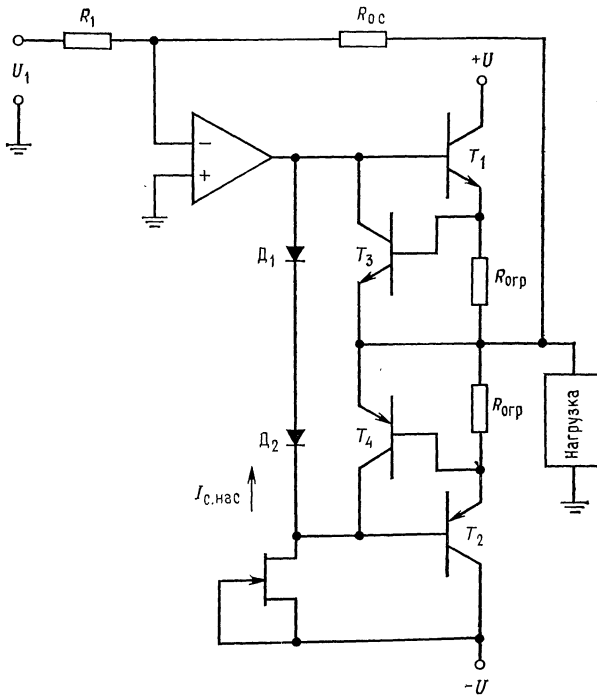 R₁
Rос
+U
U₁
−
+
T₁
Д₁
T₃
Rогр
Rогр
Д₂
T₄
Нагрузка
Iс.нас
T₂
−U